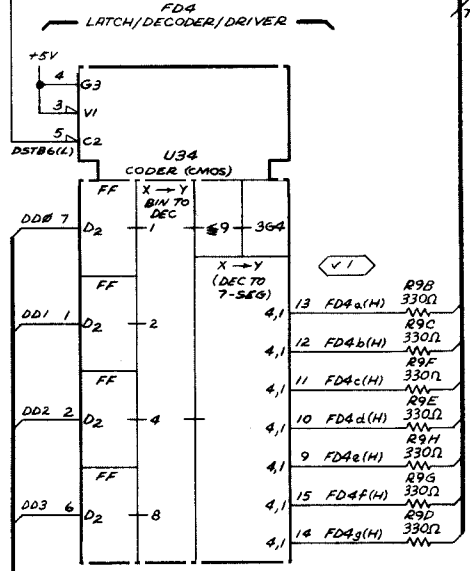 FD4
LATCH/DECODER/DRIVER
+5V
4 G3
3 V1
5 C2
DSTB6(L)
U34
CODER (CMOS)
FF X → Y
BIN TO
DEC
DDØ 7 D2 1 ≤9 3G4
X → Y
(DEC TO
7-SEG)
√1
FF
DD1 1 D2 2
FF
DD2 2 D2 4
FF
DD3 6 D2 8
R9B
4,1 13 FD4a(H) 330Ω
R9C
4,1 12 FD4b(H) 330Ω
R9F
4,1 11 FD4c(H) 330Ω
R9E
4,1 10 FD4d(H) 330Ω
R9H
4,1 9 FD4e(H) 330Ω
R9G
4,1 15 FD4f(H) 330Ω
R9D
4,1 14 FD4g(H) 330Ω